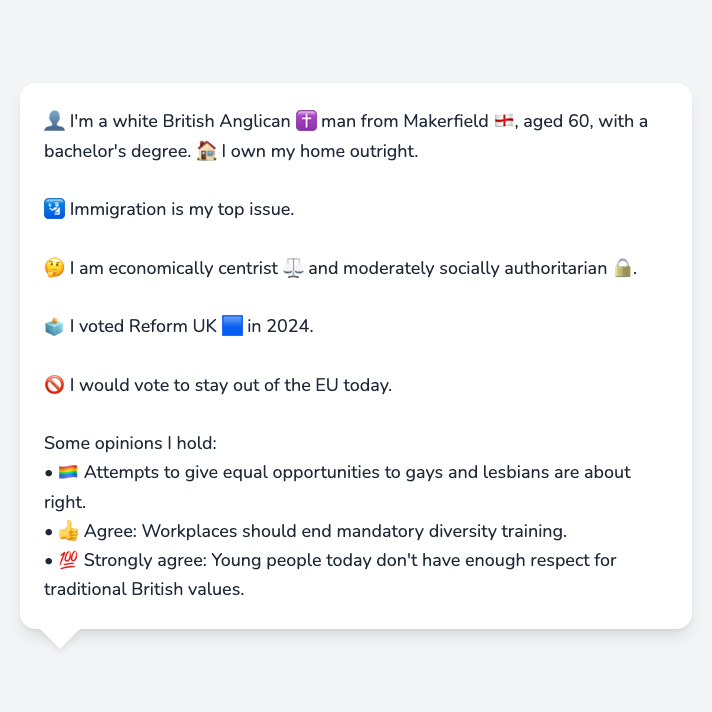 👤 I'm a white British Anglican ✝️ man from Makerfield 🏴󠁧󠁢󠁥󠁮󠁧󠁿, aged 60, with a
bachelor's degree. 🏠 I own my home outright.
🛂 Immigration is my top issue.
🤔 I am economically centrist ⚖️ and moderately socially authoritarian 🔒.
🗳️ I voted Reform UK 🟦 in 2024.
🚫 I would vote to stay out of the EU today.
Some opinions I hold:
• 🏳️‍🌈 Attempts to give equal opportunities to gays and lesbians are about
right.
• 👍 Agree: Workplaces should end mandatory diversity training.
• 💯 Strongly agree: Young people today don't have enough respect for
traditional British values.